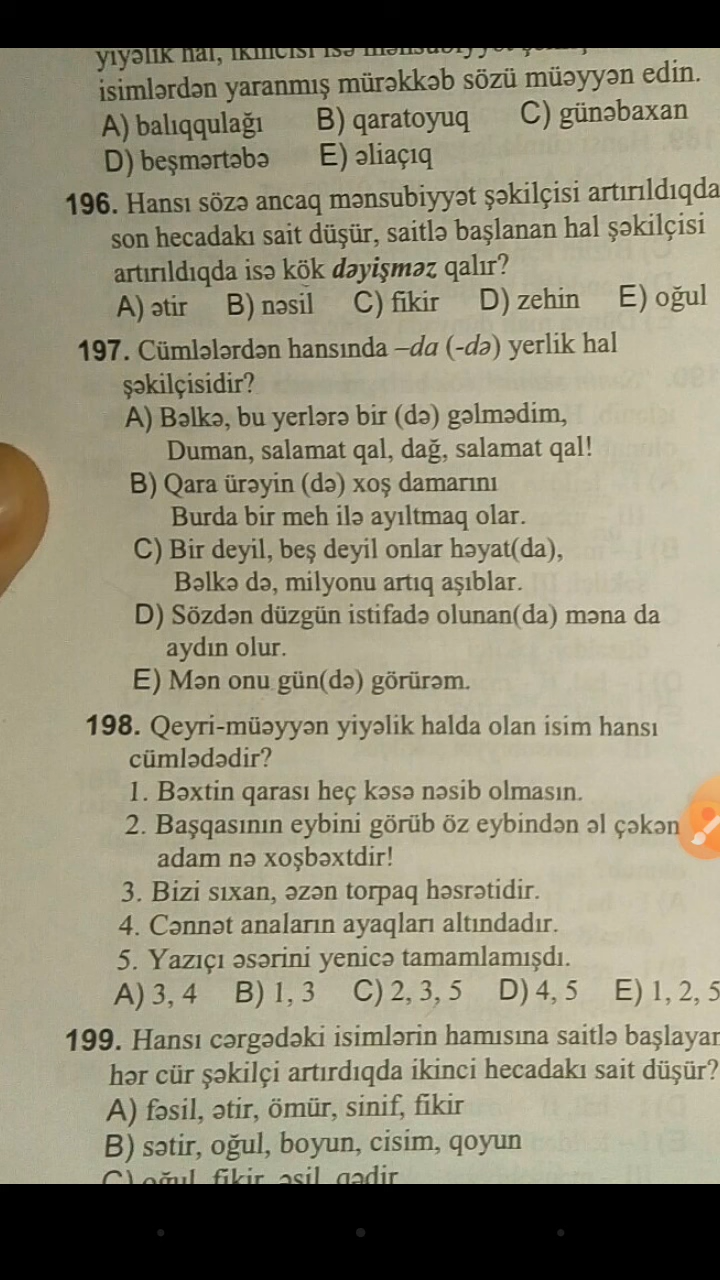 yiyəlik hal, ikincisi isə
isimlərdən yaranmış mürəkkəb sözü müəyyən edin.
A) balıqqulağı B) qaratoyuq C) günəbaxan
D) beşmərtəbə E) əliaçıq
196. Hansı sözə ancaq mənsubiyyət şəkilçisi artırıldıqda
son hecadakı sait düşür, saitlə başlanan hal şəkilçisi
artırıldıqda isə kök dəyişməz qalır?
A) ətir B) nəsil C) fikir D) zehin E) oğul
197. Cümlələrdən hansında –da (-də) yerlik hal
şəkilçisidir?
A) Bəlkə, bu yerlərə bir (də) gəlmədim,
Duman, salamat qal, dağ, salamat qal!
B) Qara ürəyin (də) xoş damarını
Burda bir meh ilə ayıltmaq olar.
C) Bir deyil, beş deyil onlar həyat(da),
Bəlkə də, milyonu artıq aşıblar.
D) Sözdən düzgün istifadə olunan(da) məna da
aydın olur.
E) Mən onu gün(də) görürəm.
198. Qeyri-müəyyən yiyəlik halda olan isim hansı
cümlədədir?
1. Bəxtin qarası heç kəsə nəsib olmasın.
2. Başqasının eybini görüb öz eybindən əl çəkən
adam nə xoşbəxtdir!
3. Bizi sıxan, əzən torpaq həsrətidir.
4. Cənnət anaların ayaqları altındadır.
5. Yazıçı əsərini yenicə tamamlamışdı.
A) 3, 4 B) 1, 3 C) 2, 3, 5 D) 4, 5 E) 1, 2, 5
199. Hansı cərgədəki isimlərin hamısına saitlə başlayan
hər cür şəkilçi artırdıqda ikinci hecadakı sait düşür?
A) fəsil, ətir, ömür, sinif, fikir
B) sətir, oğul, boyun, cisim, qoyun
C) oğul, fikir, əsil, qədir